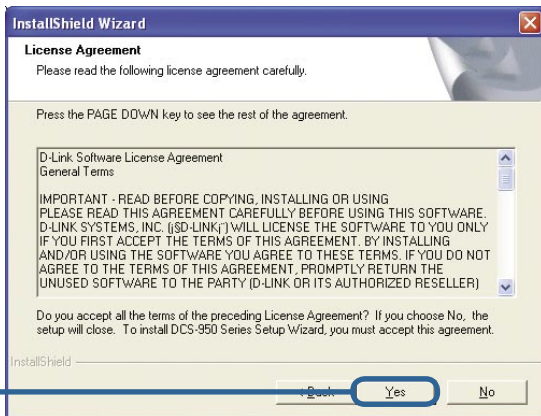 InstallShield Wizard
License Agreement
Please read the following license agreement carefully.
Press the PAGE DOWN key to see the rest of the agreement.
D-Link Software License Agreement
General Terms
IMPORTANT - READ BEFORE COPYING, INSTALLING OR USING
PLEASE READ THIS AGREEMENT CAREFULLY BEFORE USING THIS SOFTWARE.
D-LINK SYSTEMS, INC. (¡§D-LINK¡¨) WILL LICENSE THE SOFTWARE TO YOU ONLY
IF YOU FIRST ACCEPT THE TERMS OF THIS AGREEMENT. BY INSTALLING
AND/OR USING THE SOFTWARE YOU AGREE TO THESE TERMS. IF YOU DO NOT
AGREE TO THE TERMS OF THIS AGREEMENT, PROMPTLY RETURN THE
UNUSED SOFTWARE TO THE PARTY (D-LINK OR ITS AUTHORIZED RESELLER)
Do you accept all the terms of the preceding License Agreement? If you choose No, the
setup will close. To install DCS-950 Series Setup Wizard, you must accept this agreement.
InstallShield
< Back Yes No